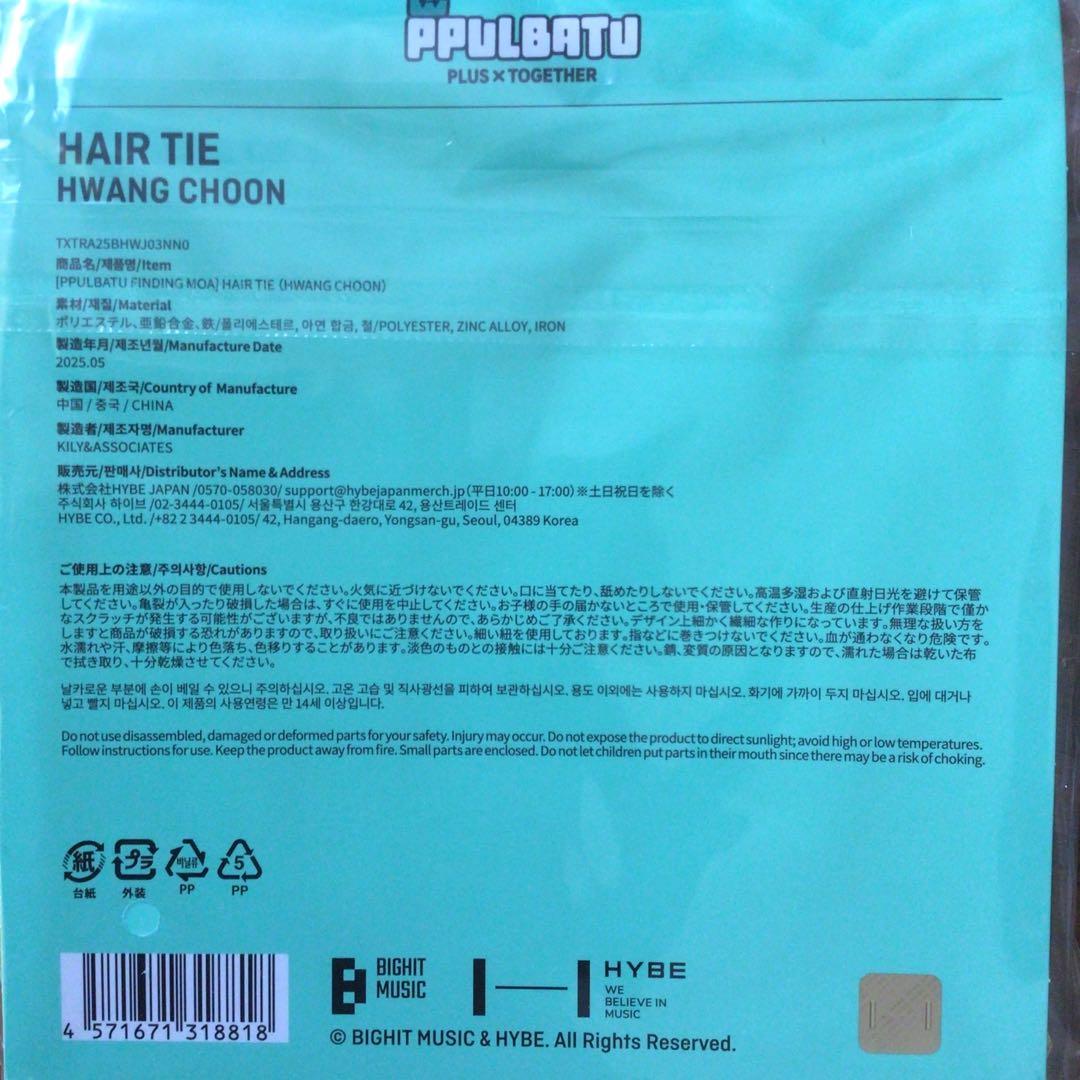 PPULBATU
PLUS × TOGETHER
HAIR TIE
HWANG CHOON
TXTRA25BHWJ03NN0
商品名/제품명/Item
[PPULBATU FINDING MOA] HAIR TIE (HWANG CHOON)
素材/재질/Material
ポリエステル、亜鉛合金、鉄/폴리에스테르, 아연 합금, 철/POLYESTER, ZINC ALLOY, IRON
製造年月/제조년월/Manufacture Date
2025.05
製造国/제조국/Country of Manufacture
中国 / 중국 / CHINA
製造者/제조자명/Manufacturer
KILY&ASSOCIATES
販売元/판매사/Distributor's Name & Address
株式会社HYBE JAPAN /0570-058030/ support@hybejapanmerch.jp(平日10:00 - 17:00)※土日祝日を除く
주식회사 하이브 /02-3444-0105/ 서울특별시 용산구 한강대로 42, 용산트레이드 센터
HYBE CO., Ltd. /+82 2 3444-0105/ 42, Hangang-daero, Yongsan-gu, Seoul, 04389 Korea
ご使用上の注意/주의사항/Cautions
本製品を用途以外の目的で使用しないでください。火気に近づけないでください。口に当てたり、舐めたりしないでください。高温多湿および直射日光を避けて保管
してください。亀裂が入ったり破損した場合は、すぐに使用を中止してください。お子様の手の届かないところで使用・保管してください。生産の仕上げ作業段階で僅か
なスクラッチが発生する可能性がございますが、不良ではありませんので、あらかじめご了承ください。デザイン上細かく繊細な作りになっています。無理な扱い方を
しますと商品が破損する恐れがありますので、取り扱いにご注意ください。細い紐を使用しております。指などに巻きつけないでください。血が通わなくなり危険です。
水濡れや汗、摩擦等により色落ち、色移りすることがあります。淡色のものとの接触には十分ご注意ください。錆、変質の原因となりますので、濡れた場合は乾いた布
で拭き取り、十分乾燥させてください。
날카로운 부분에 손이 베일 수 있으니 주의하십시오. 고온 고습 및 직사광선을 피하여 보관하십시오. 용도 이외에는 사용하지 마십시오. 화기에 가까이 두지 마십시오. 입에 대거나
넣고 빨지 마십시오. 이 제품의 사용연령은 만 14세 이상입니다.
Do not use disassembled, damaged or deformed parts for your safety. Injury may occur. Do not expose the product to direct sunlight; avoid high or low temperatures.
Follow instructions for use. Keep the product away from fire. Small parts are enclosed. Do not let children put parts in their mouth since there may be a risk of choking.
紙 プラ 비닐류 5
台紙 外装 PP PP
4 571671 318818
BIGHIT
MUSIC
HYBE
WE
BELIEVE IN
MUSIC
© BIGHIT MUSIC & HYBE. All Rights Reserved.